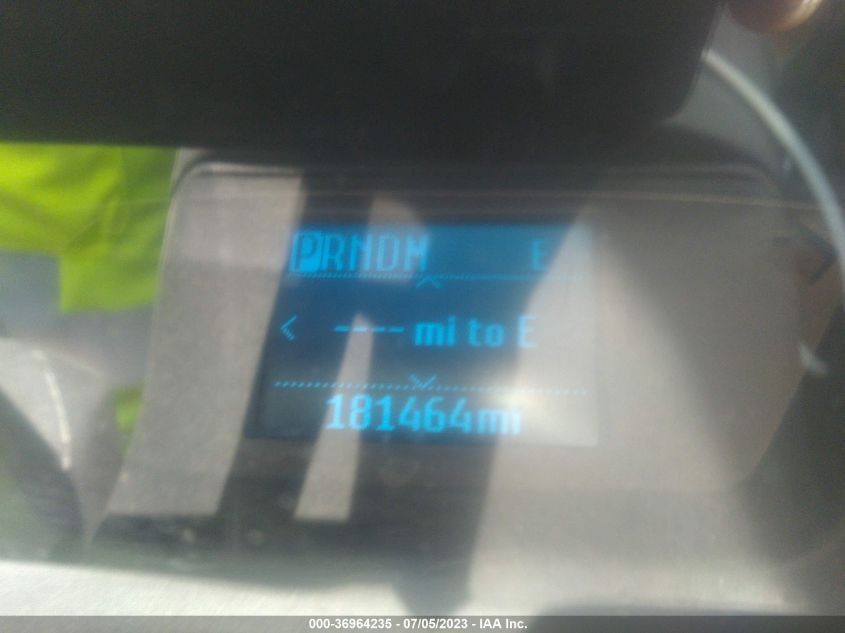 PRNDM E
---- mi to E
181464mi
000-36964235 - 07/05/2023 - IAA Inc.